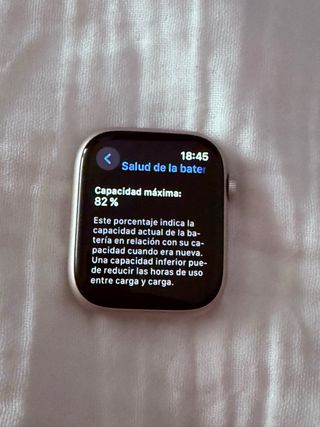 18:45
Salud de la bater
Capacidad máxima:
82 %
Este porcentaje indica la
capacidad actual de la ba-
tería en relación con su ca-
pacidad cuando era nueva.
Una capacidad inferior pue-
de reducir las horas de uso
entre carga y carga.